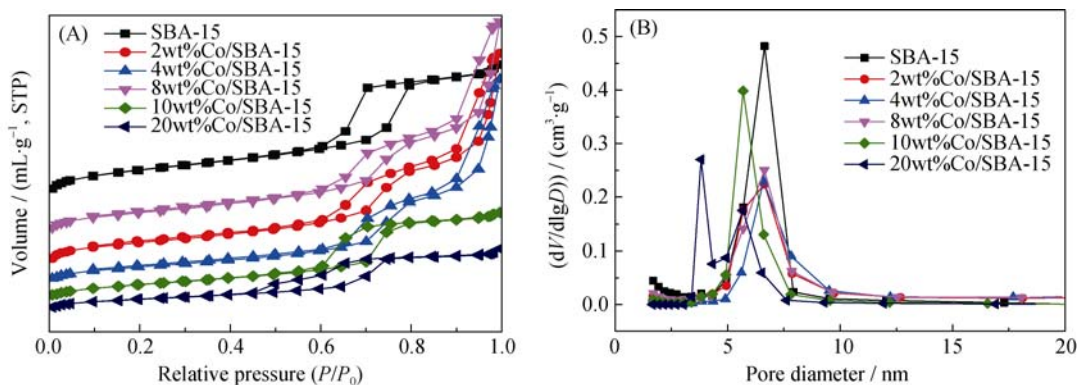 (A)
SBA-15
2wt%Co/SBA-15
4wt%Co/SBA-15
8wt%Co/SBA-15
10wt%Co/SBA-15
20wt%Co/SBA-15
Volume / (mL·g⁻¹, STP)
0.0 0.2 0.4 0.6 0.8 1.0
Relative pressure (P/P₀)
(B)
SBA-15
2wt%Co/SBA-15
4wt%Co/SBA-15
8wt%Co/SBA-15
10wt%Co/SBA-15
20wt%Co/SBA-15
(dV/dlgD)) / (cm³·g⁻¹)
0.5
0.4
0.3
0.2
0.1
0.0
0 5 10 15 20
Pore diameter / nm